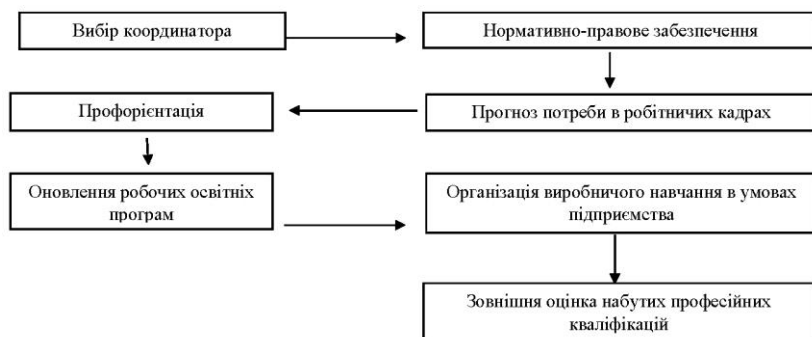 Вибір координатора
Нормативно-правове забезпечення
Профорієнтація
Прогноз потреби в робітничих кадрах
Оновлення робочих освітніх
програм
Організація виробничого навчання в умовах
підприємства
Зовнішня оцінка набутих професійних
кваліфікацій